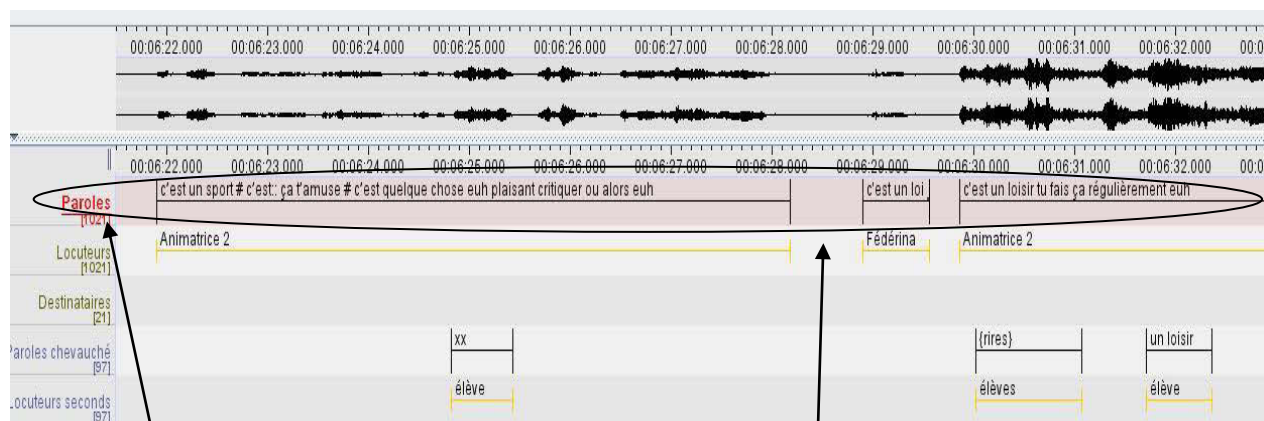 00:06:22.000 00:06:23.000 00:06:24.000 00:06:25.000 00:06:26.000 00:06:27.000 00:06:28.000 00:06:29.000 00:06:30.000 00:06:31.000 00:06:32.000 00:0
00:06:22.000 00:06:23.000 00:06:24.000 00:06:25.000 00:06:26.000 00:06:27.000 00:06:28.000 00:06:29.000 00:06:30.000 00:06:31.000 00:06:32.000 00:0
Paroles c'est un sport # c'est:: ça t'amuse # c'est quelque chose euh plaisant critiquer ou alors euh c'est un loi c'est un loisir tu fais ça régulièrement euh
[1021]
Locuteurs Animatrice 2 Fédérina Animatrice 2
[1021]
Destinataires
[21]
Paroles chevauché xx {rires} un loisir
[97]
Locuteurs seconds élève élèves élève
[97]